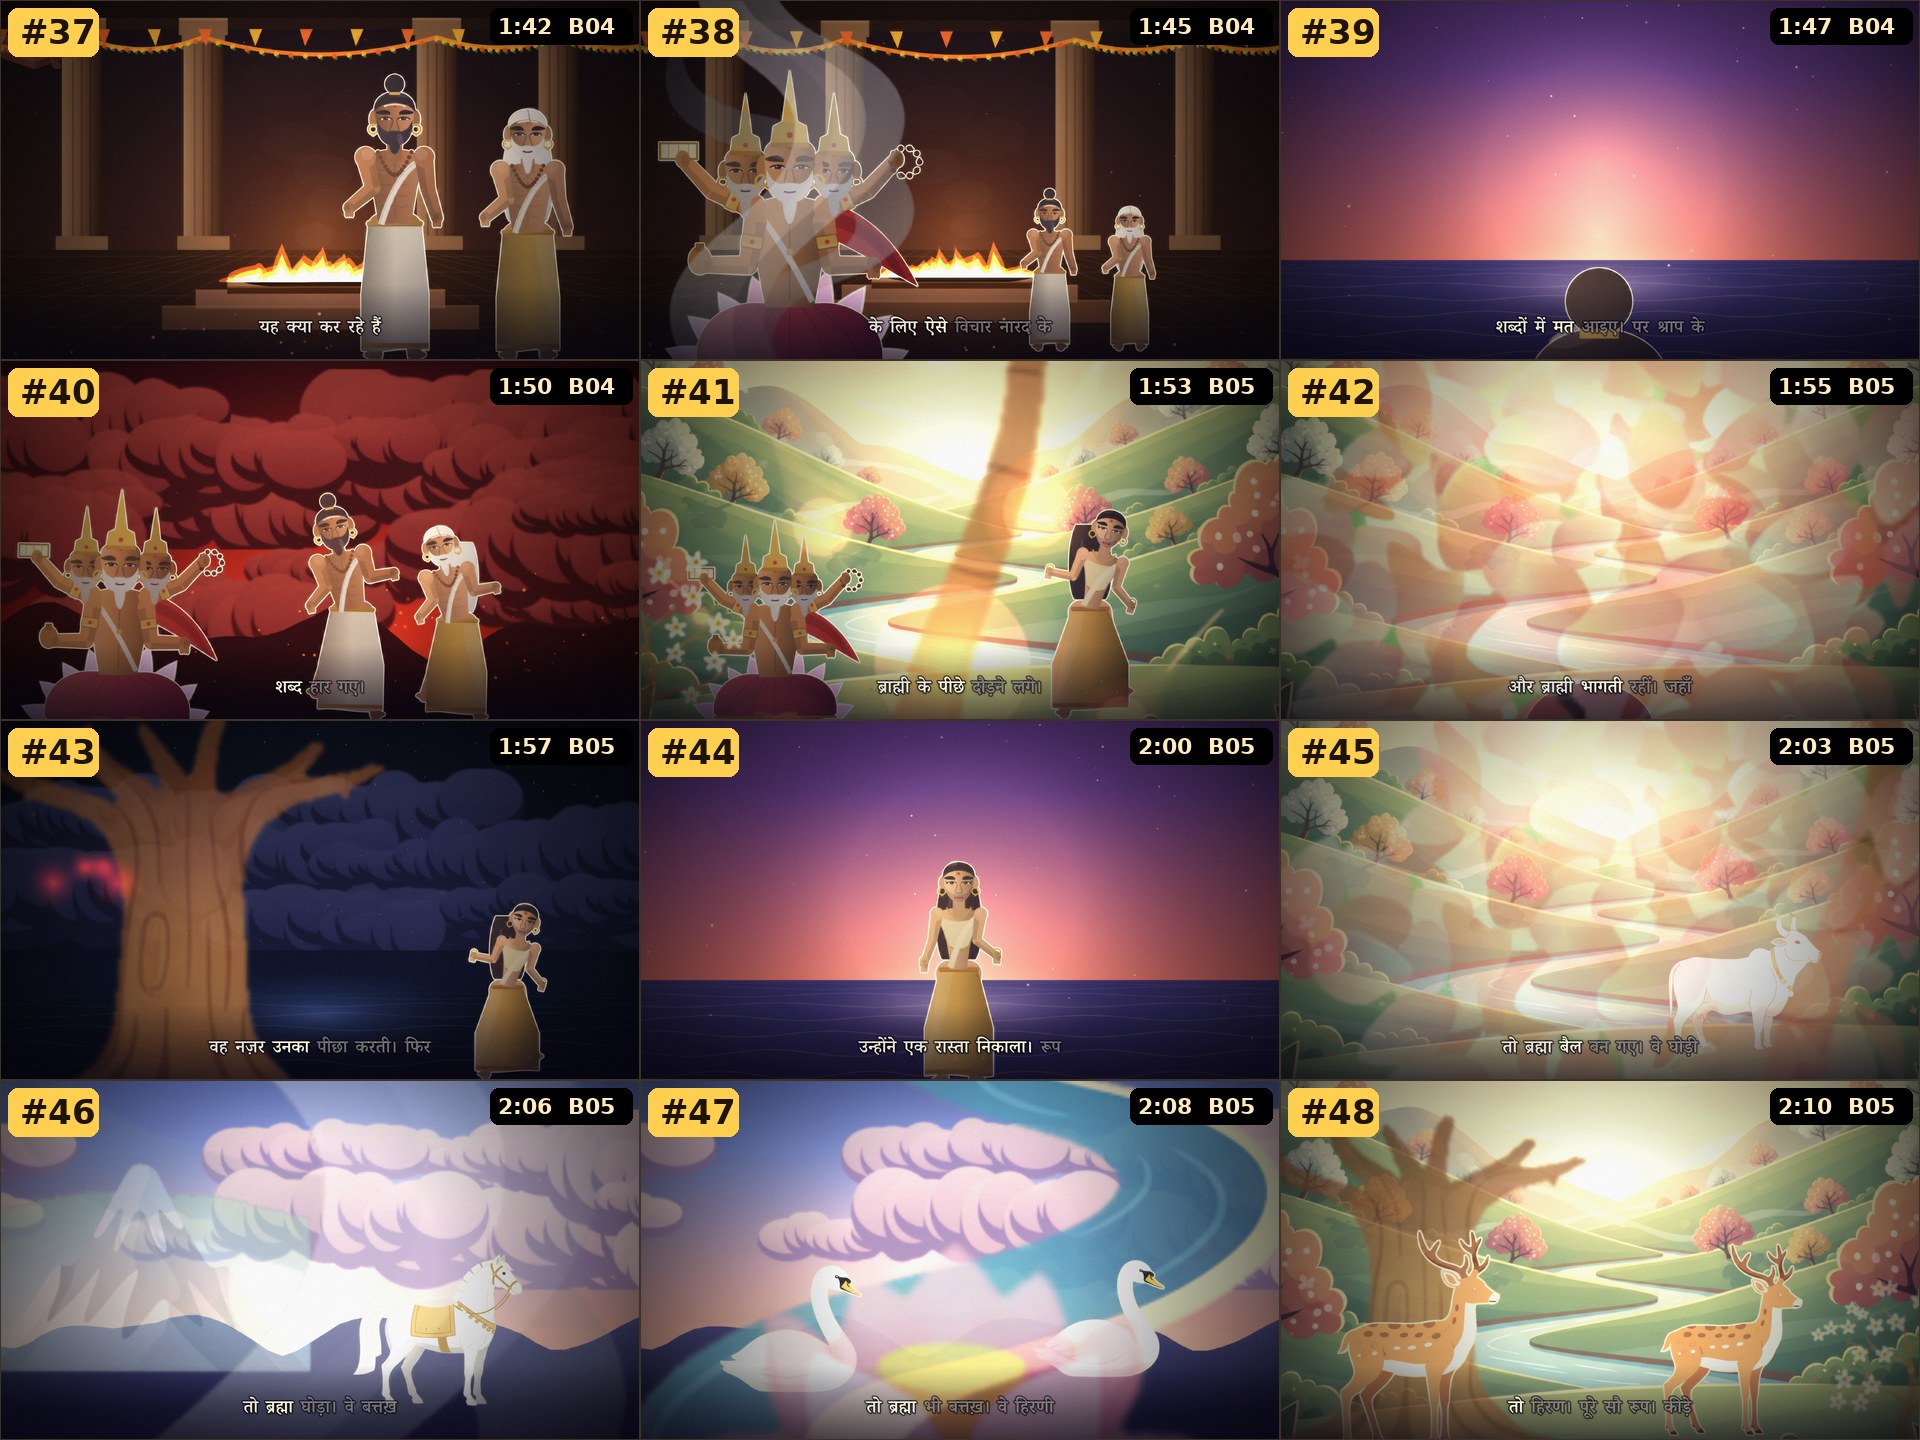 #37
1:42 B04
यह क्या कर रहे हैं
#38
1:45 B04
के लिए ऐसे विचार नारद के
#39
1:47 B04
शब्दों में मत आइए। पर श्राप के
#40
1:50 B04
शब्द हार गए।
#41
1:53 B05
ब्राह्मी के पीछे दौड़ने लगे।
#42
1:55 B05
और ब्राह्मी भागती रहीं। जहाँ
#43
1:57 B05
वह नज़र उनका पीछा करती। फिर
#44
2:00 B05
उन्होंने एक रास्ता निकाला। रूप
#45
2:03 B05
तो ब्रह्मा बैल बन गए। वे घोड़ी
#46
2:06 B05
तो ब्रह्मा घोड़ा। वे बत्तख़
#47
2:08 B05
तो ब्रह्मा भी बत्तख़। वे हिरणी
#48
2:10 B05
तो हिरण। पूरे सौ रूप। कीड़े